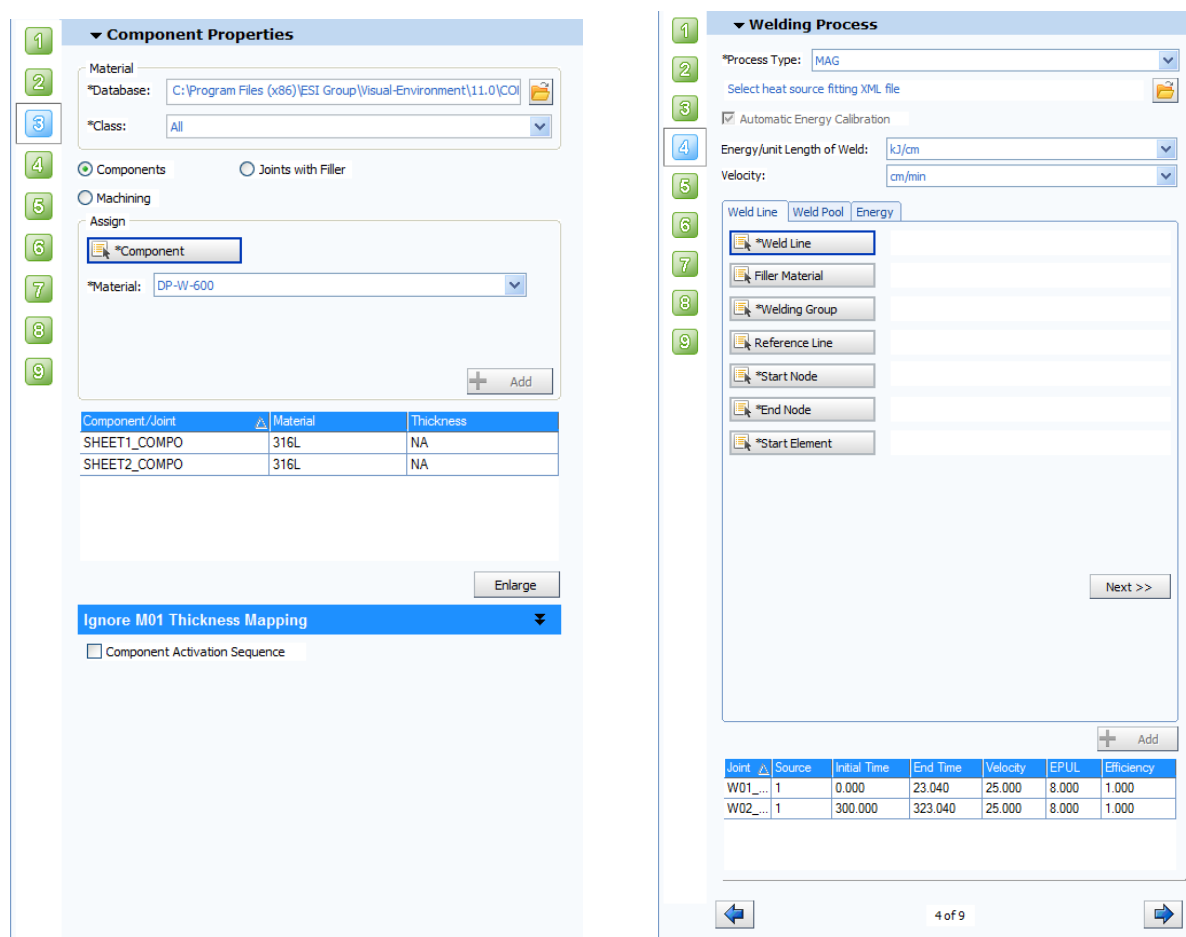 Component Properties
Material
*Database: C:\Program Files (x86)\ESI Group\Visual-Environment\11.0\COI
*Class: All
Components Joints with Filler
Machining
Assign
*Component
*Material: DP-W-600
Add
Component/Joint Material Thickness
SHEET1_COMPO 316L NA
SHEET2_COMPO 316L NA
Enlarge
Ignore M01 Thickness Mapping
Component Activation Sequence
1
2
3
4
5
6
7
8
9
Welding Process
*Process Type: MAG
Select heat source fitting XML file
Automatic Energy Calibration
Energy/unit Length of Weld: kJ/cm
Velocity: cm/min
Weld Line Weld Pool Energy
*Weld Line
Filler Material
*Welding Group
Reference Line
*Start Node
*End Node
*Start Element
Next >>
Add
Joint Source Initial Time End Time Velocity EPUL Efficiency
W01_... 1 0.000 23.040 25.000 8.000 1.000
W02_... 1 300.000 323.040 25.000 8.000 1.000
4 of 9
1
2
3
4
5
6
7
8
9